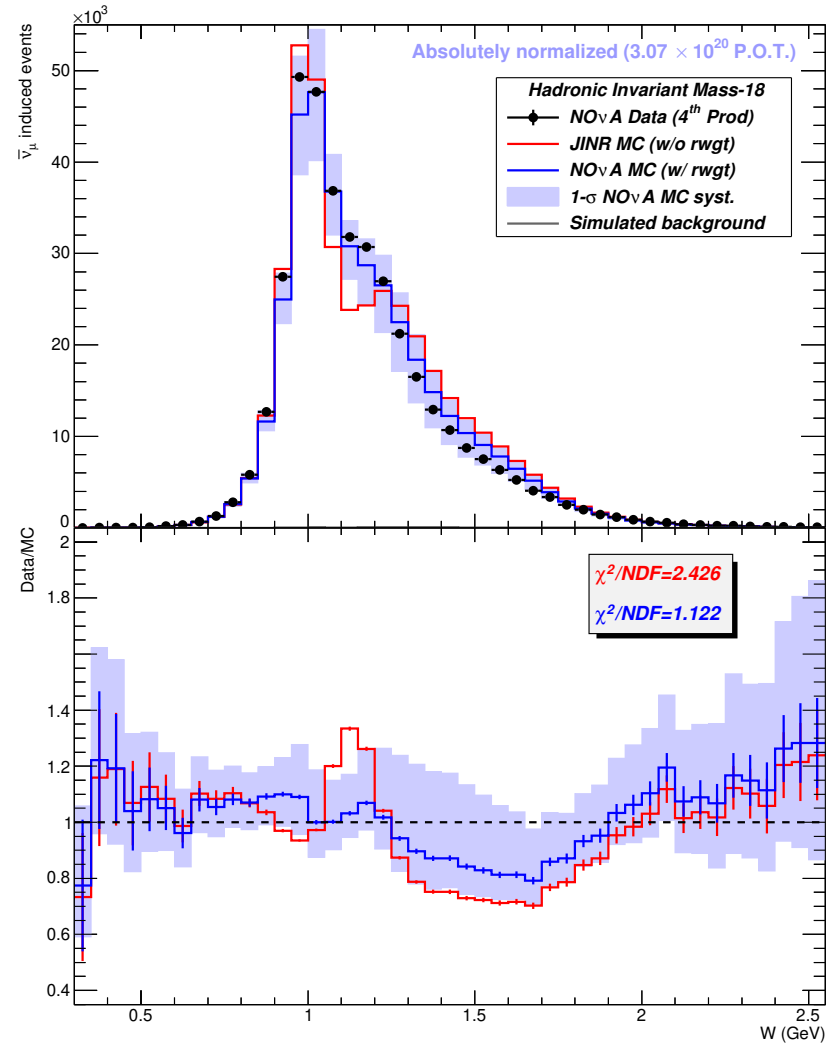 ×10³
Absolutely normalized (3.07 × 10²⁰ P.O.T.)
ν̄_μ induced events
Hadronic Invariant Mass-18
NOνA Data (4ᵗʰ Prod)
JINR MC (w/o rwgt)
NOνA MC (w/ rwgt)
1-σ NOνA MC syst.
Simulated background
50
40
30
20
10
0
Data/MC
χ²/NDF=2.426
χ²/NDF=1.122
2
1.8
1.6
1.4
1.2
1
0.8
0.6
0.4
0.5
1
1.5
2
2.5
W (GeV)